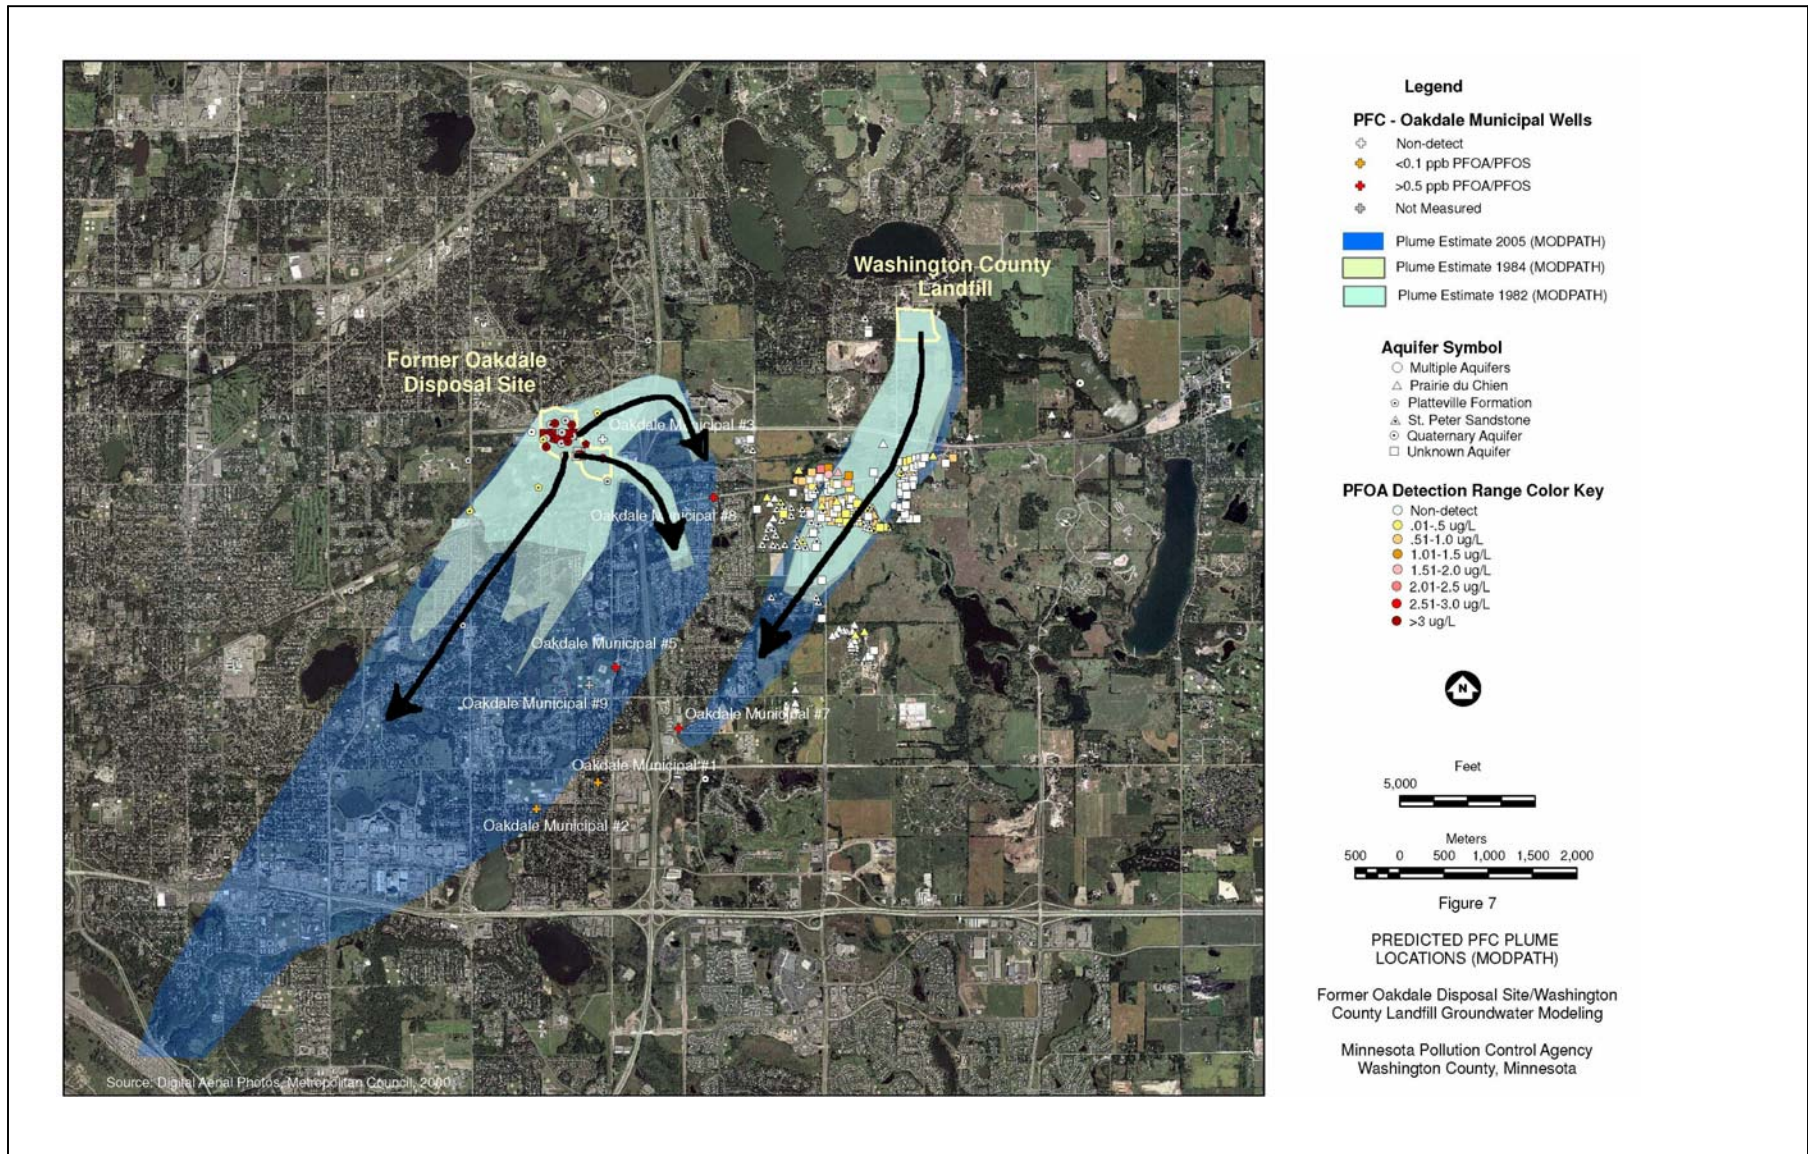 Washington County
Landfill
Former Oakdale
Disposal Site
Oakdale Municipal #3
Oakdale Municipal #8
Oakdale Municipal #5
Oakdale Municipal #9
Oakdale Municipal #7
Oakdale Municipal #1
Oakdale Municipal #2
Source: Digital Aerial Photos, Metropolitan Council, 2000
Legend
PFC - Oakdale Municipal Wells
Non-detect
<0.1 ppb PFOA/PFOS
>0.5 ppb PFOA/PFOS
Not Measured
Plume Estimate 2005 (MODPATH)
Plume Estimate 1984 (MODPATH)
Plume Estimate 1982 (MODPATH)
Aquifer Symbol
Multiple Aquifers
Prairie du Chien
Platteville Formation
St. Peter Sandstone
Quaternary Aquifer
Unknown Aquifer
PFOA Detection Range Color Key
Non-detect
.01-.5 ug/L
.51-1.0 ug/L
1.01-1.5 ug/L
1.51-2.0 ug/L
2.01-2.5 ug/L
2.51-3.0 ug/L
>3 ug/L
N
Feet
5,000
Meters
500 0 500 1,000 1,500 2,000
Figure 7
PREDICTED PFC PLUME
LOCATIONS (MODPATH)
Former Oakdale Disposal Site/Washington
County Landfill Groundwater Modeling
Minnesota Pollution Control Agency
Washington County, Minnesota